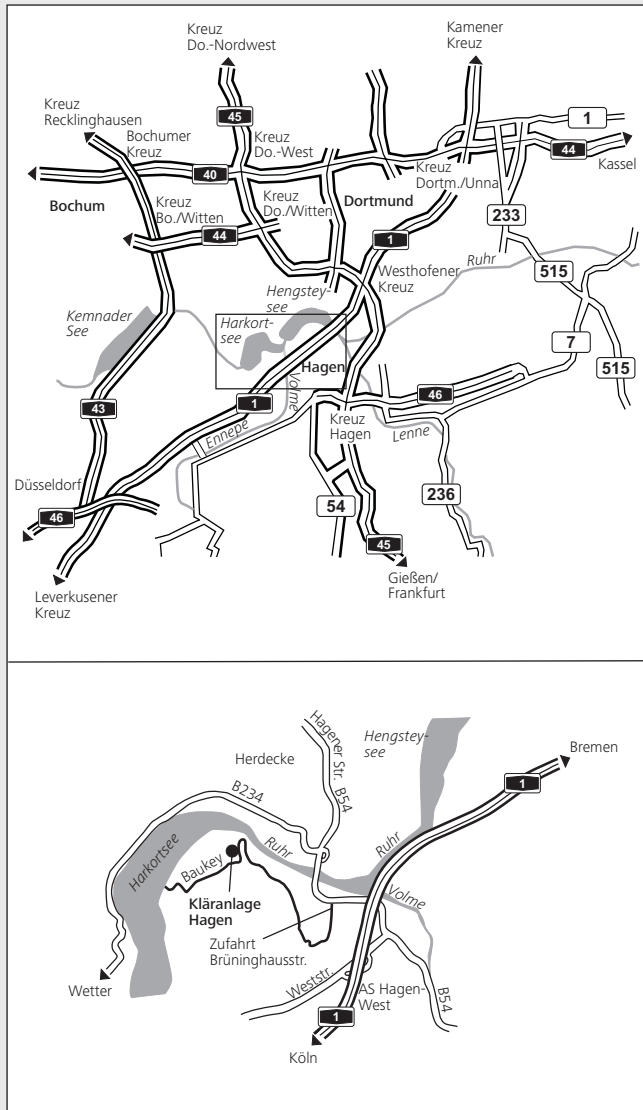 Kreuz
Do.-Nordwest
Kamener
Kreuz
Kreuz
Recklinghausen
45
1
Bochumer
Kreuz
Kreuz
Do.-West
44
Kassel
40
Kreuz
Dortm./Unna
Bochum
Kreuz
Bo./Witten
Kreuz
Do./Witten
Dortmund
233
44
1
Ruhr
515
Westhofener
Kreuz
Hengstey-
see
Kemnader
See
Harkort-
see
7
Hagen
515
Volme
43
1
46
Ennepe
Kreuz
Hagen
Lenne
Düsseldorf
46
54
236
45
Leverkusener
Kreuz
Gießen/
Frankfurt
Hagener Str.
B54
Hengstey-
see
Bremen
Herdecke
1
B234
Harkortsee
Ruhr
Ruhr
Baukey
Volme
Kläranlage
Hagen
Zufahrt
Brüninghausstr.
Wetter
Weststr.
AS Hagen-
West
B54
1
Köln